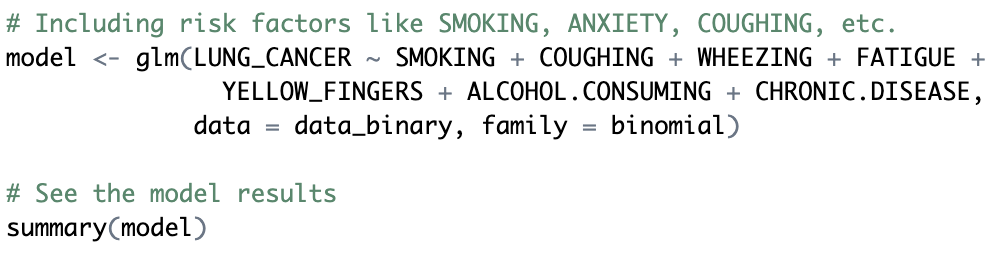 # Including risk factors like SMOKING, ANXIETY, COUGHING, etc.
model <- glm(LUNG_CANCER ~ SMOKING + COUGHING + WHEEZING + FATIGUE +
               YELLOW_FINGERS + ALCOHOL.CONSUMING + CHRONIC.DISEASE,
             data = data_binary, family = binomial)

# See the model results
summary(model)